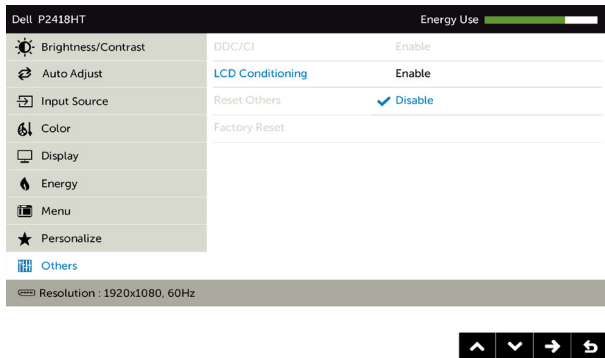 Dell P2418HT Energy Use
Brightness/Contrast DDC/CI Enable
Auto Adjust LCD Conditioning Enable
Input Source Reset Others Disable
Color Factory Reset
Display
Energy
Menu
Personalize
Others
Resolution : 1920x1080, 60Hz